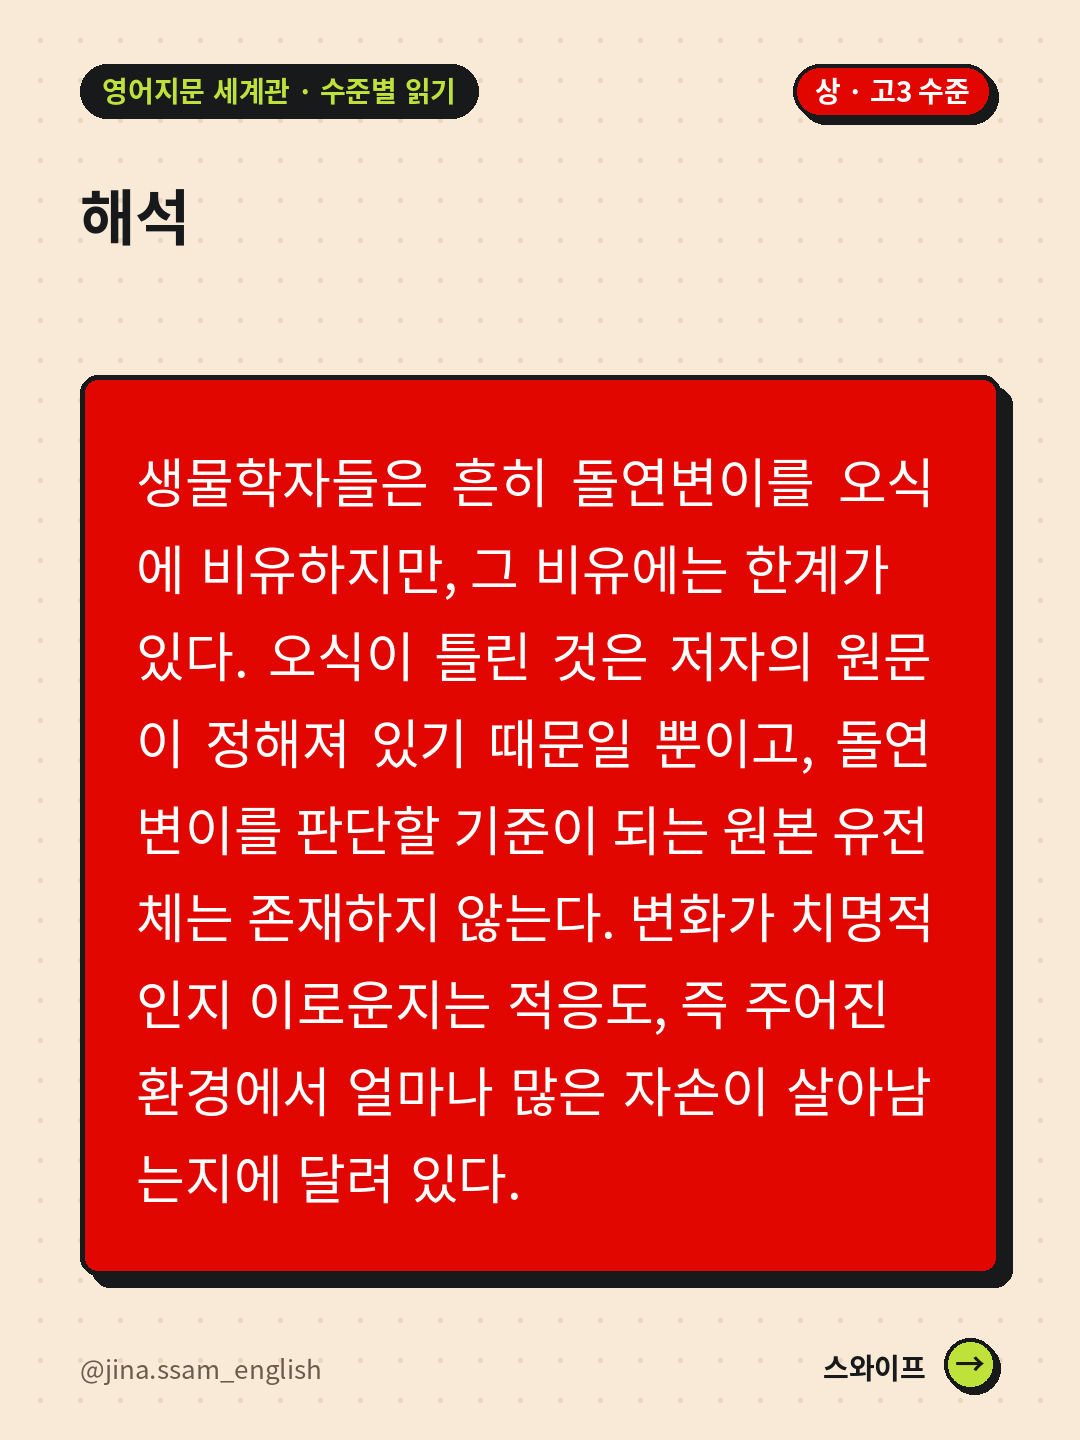 영어지문 세계관 · 수준별 읽기
상 · 고3 수준
해석
생물학자들은 흔히 돌연변이를 오식
에 비유하지만, 그 비유에는 한계가
있다. 오식이 틀린 것은 저자의 원문
이 정해져 있기 때문일 뿐이고, 돌연
변이를 판단할 기준이 되는 원본 유전
체는 존재하지 않는다. 변화가 치명적
인지 이로운지는 적응도, 즉 주어진
환경에서 얼마나 많은 자손이 살아남
는지에 달려 있다.
@jina.ssam_english
스와이프 →